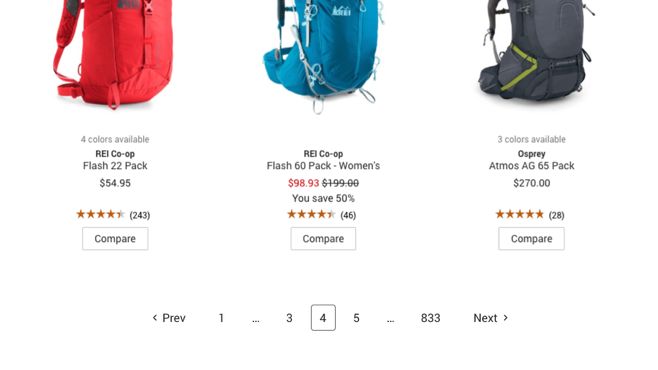 REI
4 colors available
REI Co-op
Flash 22 Pack
$54.95
(243)
Compare
REI Co-op
Flash 60 Pack - Women's
$98.93 $199.00
You save 50%
(46)
Compare
3 colors available
Osprey
Atmos AG 65 Pack
$270.00
(28)
Compare
< Prev 1 ... 3 4 5 ... 833 Next >